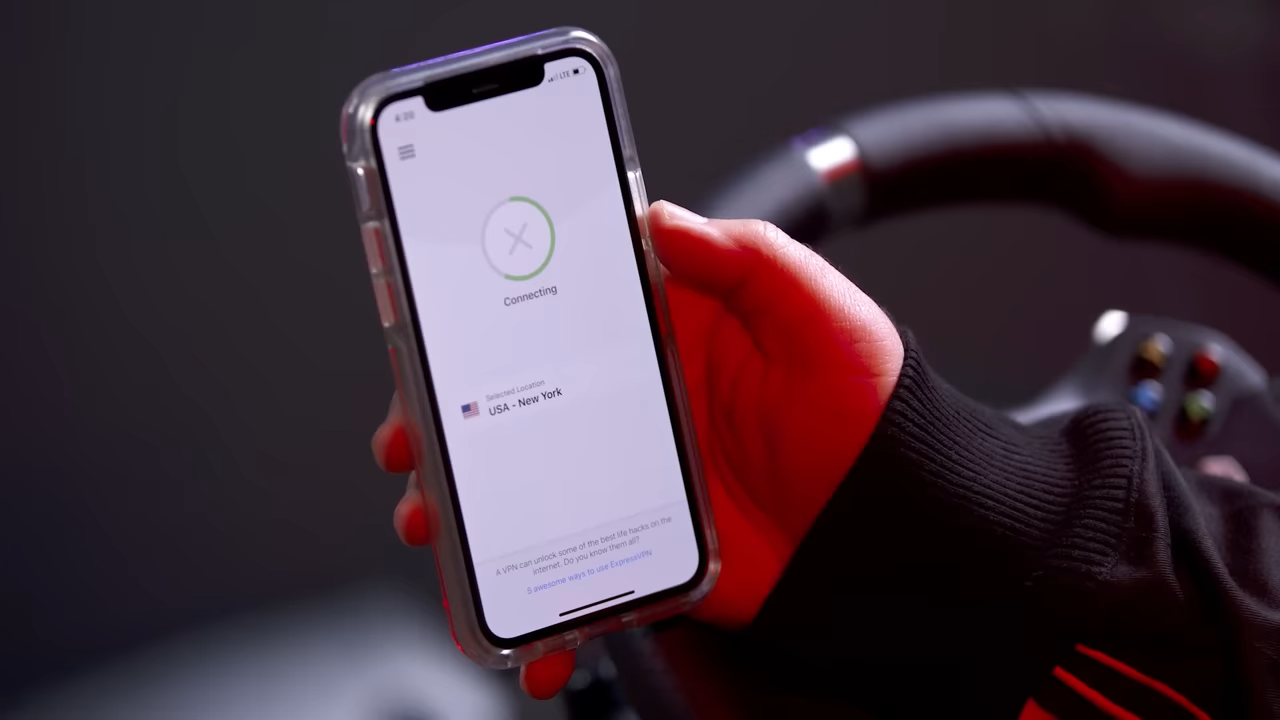 LTE
Connecting
Selected Location
USA - New York
A VPN can unlock some of the best life hacks on the
internet. Do you know them all?
5 awesome ways to use ExpressVPN